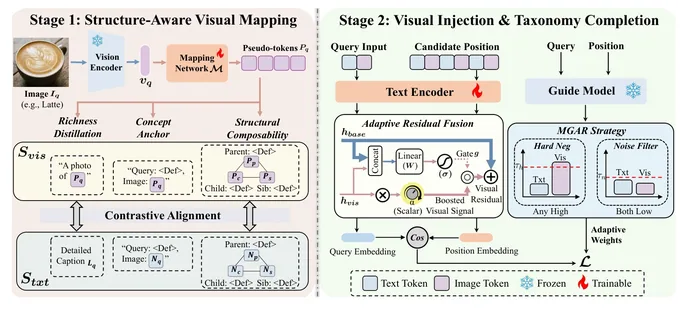 Stage 1: Structure-Aware Visual Mapping
Image I_q
(e.g., Latte)
Vision
Encoder
v_q
Mapping
Network M
Pseudo-tokens P_q
Richness
Distillation
Concept
Anchor
Structural
Composability
S_vis
"A photo
of P_q"
"Query: <Def>,
Image: P_q"
Parent: <Def>
P_p
P_c
P_s
Child: <Def> Sib: <Def>
Contrastive Alignment
S_txt
Detailed
Caption L_q
"Query: <Def>,
Image: N_q"
Parent: <Def>
N_p
N_c
N_s
Child: <Def> Sib: <Def>
Stage 2: Visual Injection & Taxonomy Completion
Query Input
Candidate Position
Text Encoder
Adaptive Residual Fusion
h_base
Concat
Linear
(W)
(σ)
Gate g
Visual
Residual
h_vis
α
(Scalar)
Boosted
Visual Signal
Query Embedding
Cos
Position Embedding
Query
Position
Guide Model
MGAR Strategy
Hard Neg
Vis
Txt
Any High
Noise Filter
Txt
Vis
Both Low
Adaptive
Weights
L
Text Token
Image Token
Frozen
Trainable